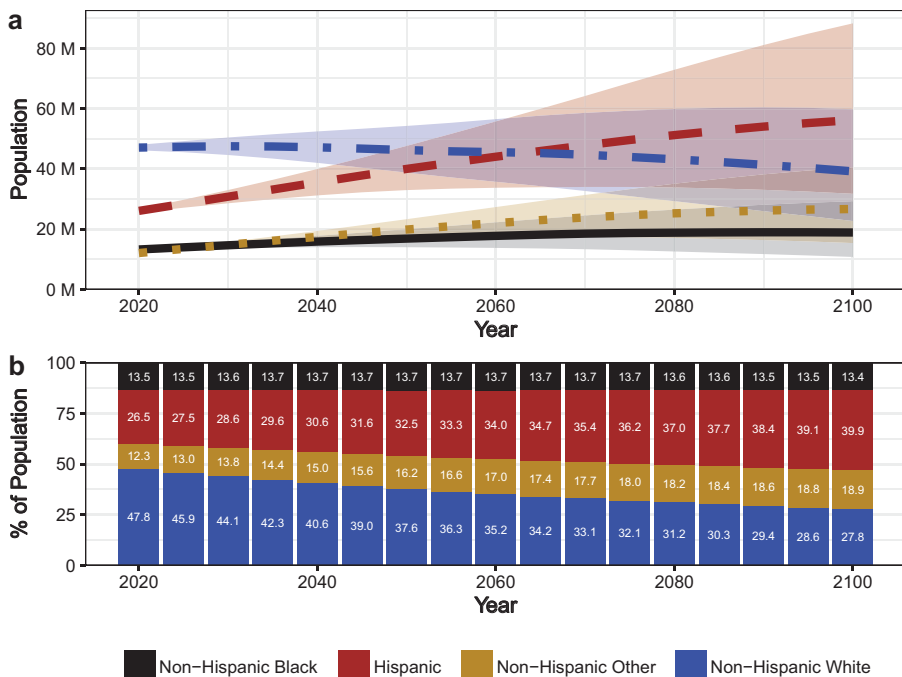 a
80 M
60 M
40 M
20 M
0 M
Population
2020 2040 2060 2080 2100
Year
b
100
75
50
25
0
% of Population
13.5 13.5 13.6 13.7 13.7 13.7 13.7 13.7 13.7 13.7 13.7 13.7 13.6 13.6 13.5 13.5 13.4
26.5 27.5 28.6 29.6 30.6 31.6 32.5 33.3 34.0 34.7 35.4 36.2 37.0 37.7 38.4 39.1 39.9
12.3 13.0 13.8 14.4 15.0 15.6 16.2 16.6 17.0 17.4 17.7 18.0 18.2 18.4 18.6 18.8 18.9
47.8 45.9 44.1 42.3 40.6 39.0 37.6 36.3 35.2 34.2 33.1 32.1 31.2 30.3 29.4 28.6 27.8
2020 2040 2060 2080 2100
Year
Non−Hispanic Black Hispanic Non−Hispanic Other Non−Hispanic White